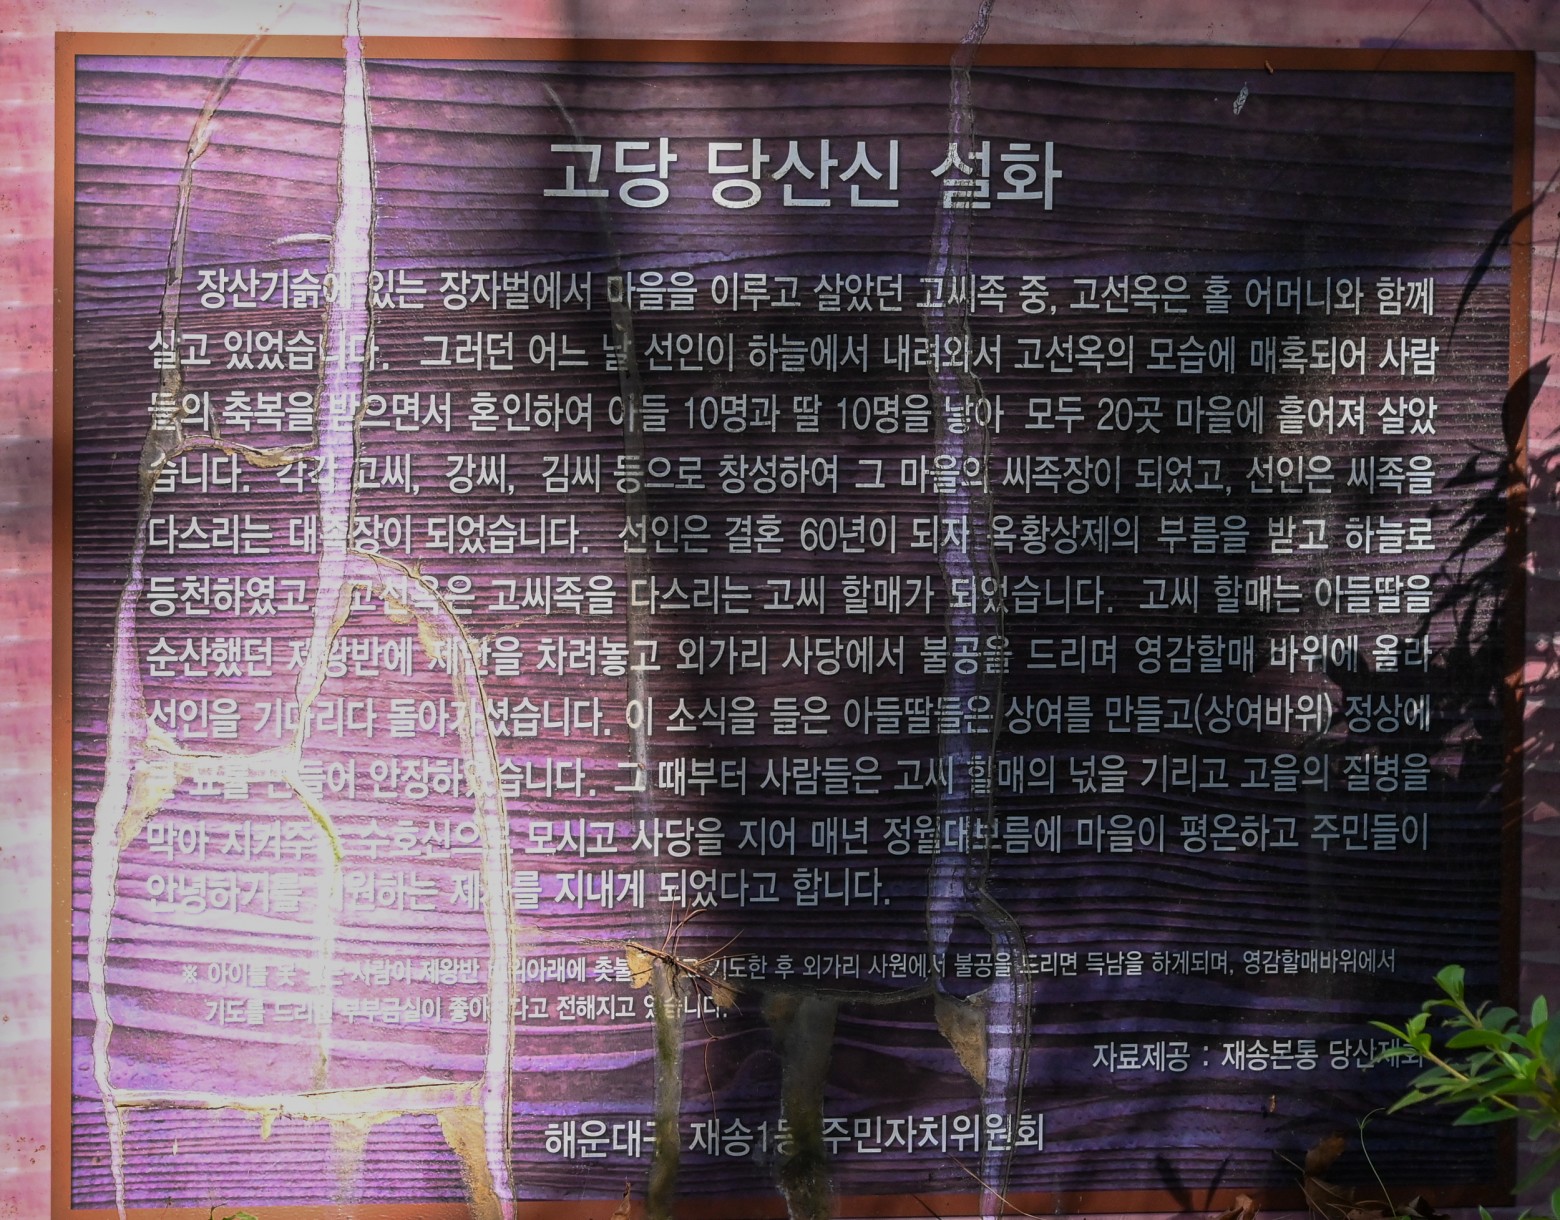 고당 당산신 설화
장산기슭에 있는 장자벌에서 마을을 이루고 살았던 고씨족 중, 고선옥은 홀 어머니와 함께
살고 있었습니다. 그러던 어느 날 선인이 하늘에서 내려와서 고선옥의 모습에 매혹되어 사람
들의 축복을 받으면서 혼인하여 아들 10명과 딸 10명을 낳아 모두 20곳 마을에 흩어져 살았
습니다. 각각 고씨, 강씨, 김씨 등으로 창성하여 그 마을의 씨족장이 되었고, 선인은 씨족을
다스리는 대족장이 되었습니다. 선인은 결혼 60년이 되자 옥황상제의 부름을 받고 하늘로
등천하였고, 고선옥은 고씨족을 다스리는 고씨 할매가 되었습니다. 고씨 할매는 아들딸을
순산했던 제왕반에 제단을 차려놓고 외가리 사당에서 불공을 드리며 영감할매 바위에 올라
선인을 기다리다 돌아가셨습니다. 이 소식을 들은 아들딸들은 상여를 만들고(상여바위) 정상에
표를 만들어 안장하였습니다. 그 때부터 사람들은 고씨 할매의 넋을 기리고 고을의 질병을
막아 지켜주는 수호신으로 모시고 사당을 지어 매년 정월대보름에 마을이 평온하고 주민들이
안녕하기를 기원하는 제사를 지내게 되었다고 합니다.
※ 아이를 못 낳는 사람이 제왕반 바위아래에 기도한 후 외가리 사원에서 불공을 드리면 득남을 하게되며, 영감할매바위에서
기도를 드리면 부부금실이 좋아진다고 전해지고 있습니다.
자료제공 : 재송본통 당산제회
해운대구 재송1동 주민자치위원회